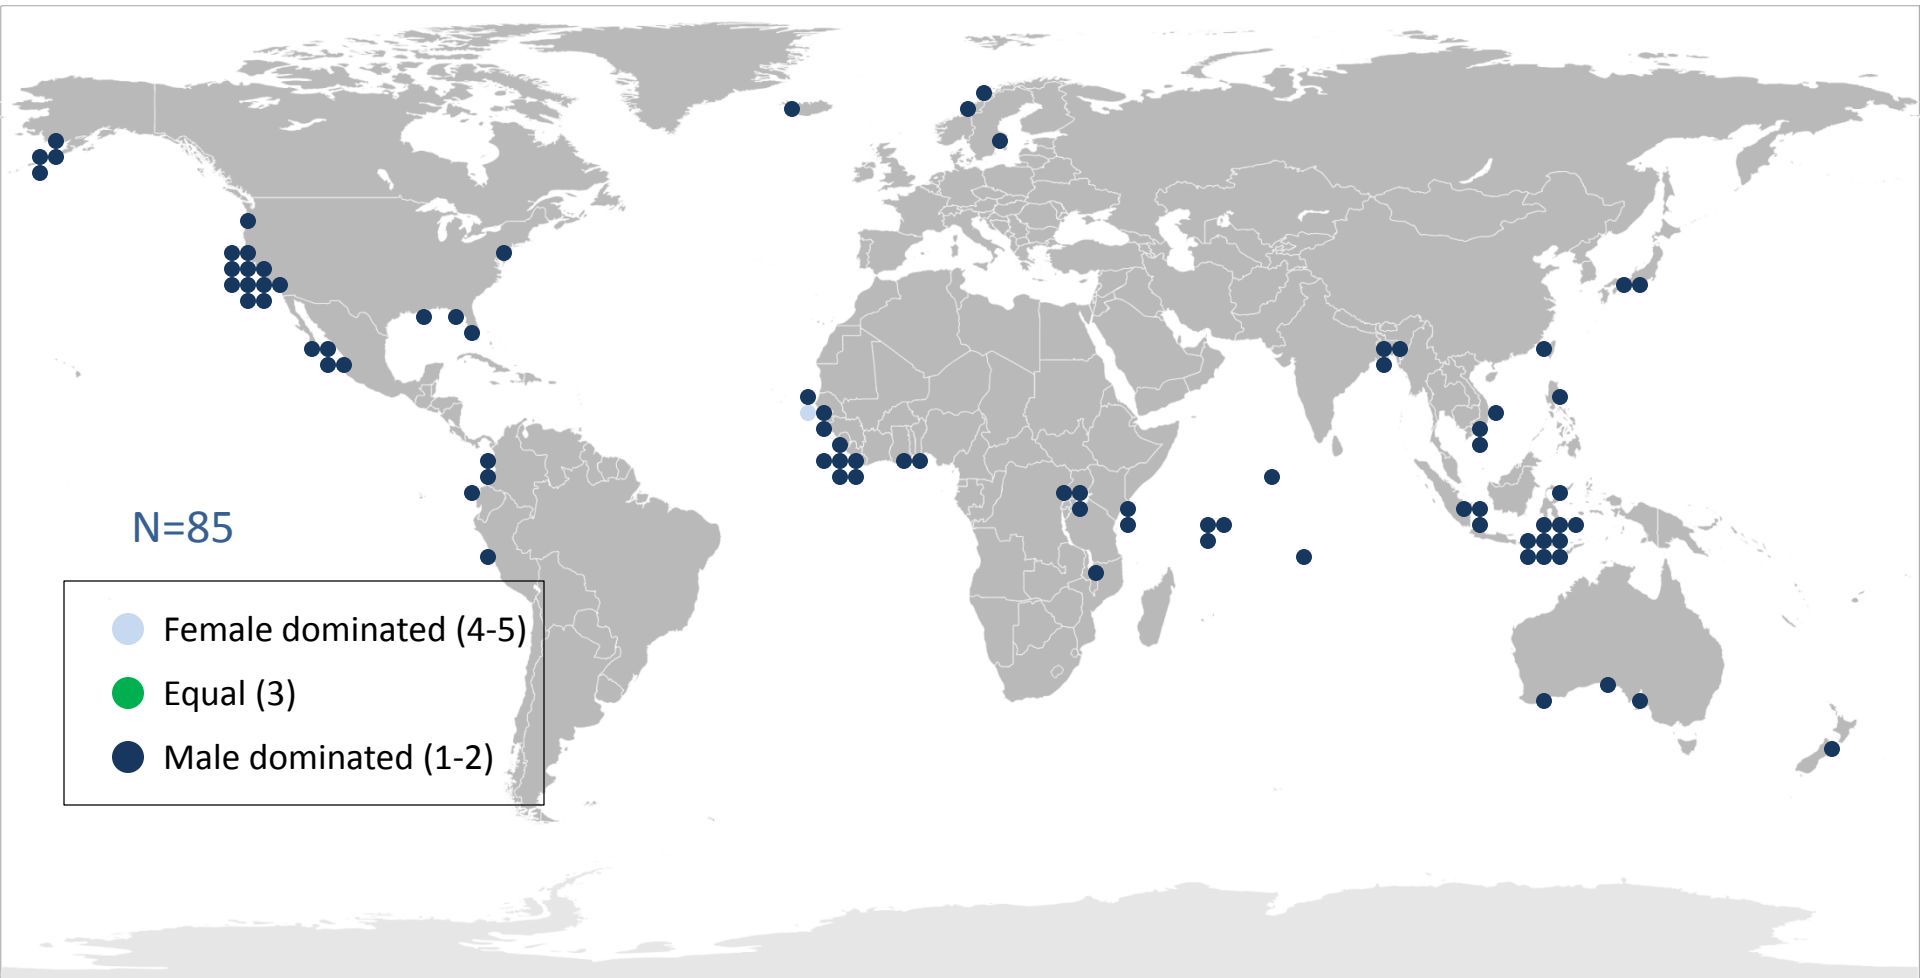 N=85
Female dominated (4-5)
Equal (3)
Male dominated (1-2)